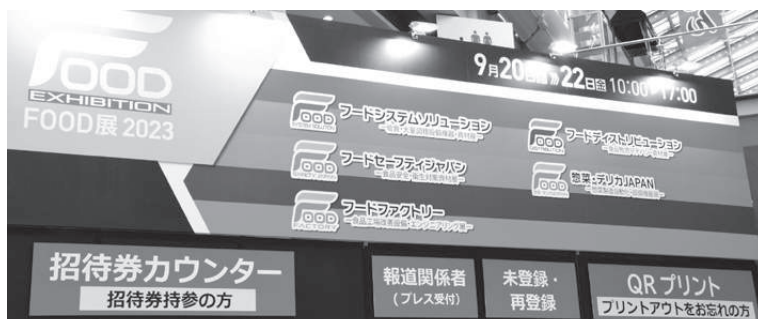 FOOD
EXHIBITION
FOOD展 2023
9月20日 22日 10:00 17:00
FOOD
フードシステムソリューション
FOOD
フードディストリビューション
FOOD
フードセーフティジャパン
FOOD
惣菜・デリカJAPAN
FOOD
FACTORY
フードファクトリー
招待券カウンター
招待券持参の方
報道関係者
(プレス受付)
未登録・
再登録
QRプリント
プリントアウトをお忘れの方